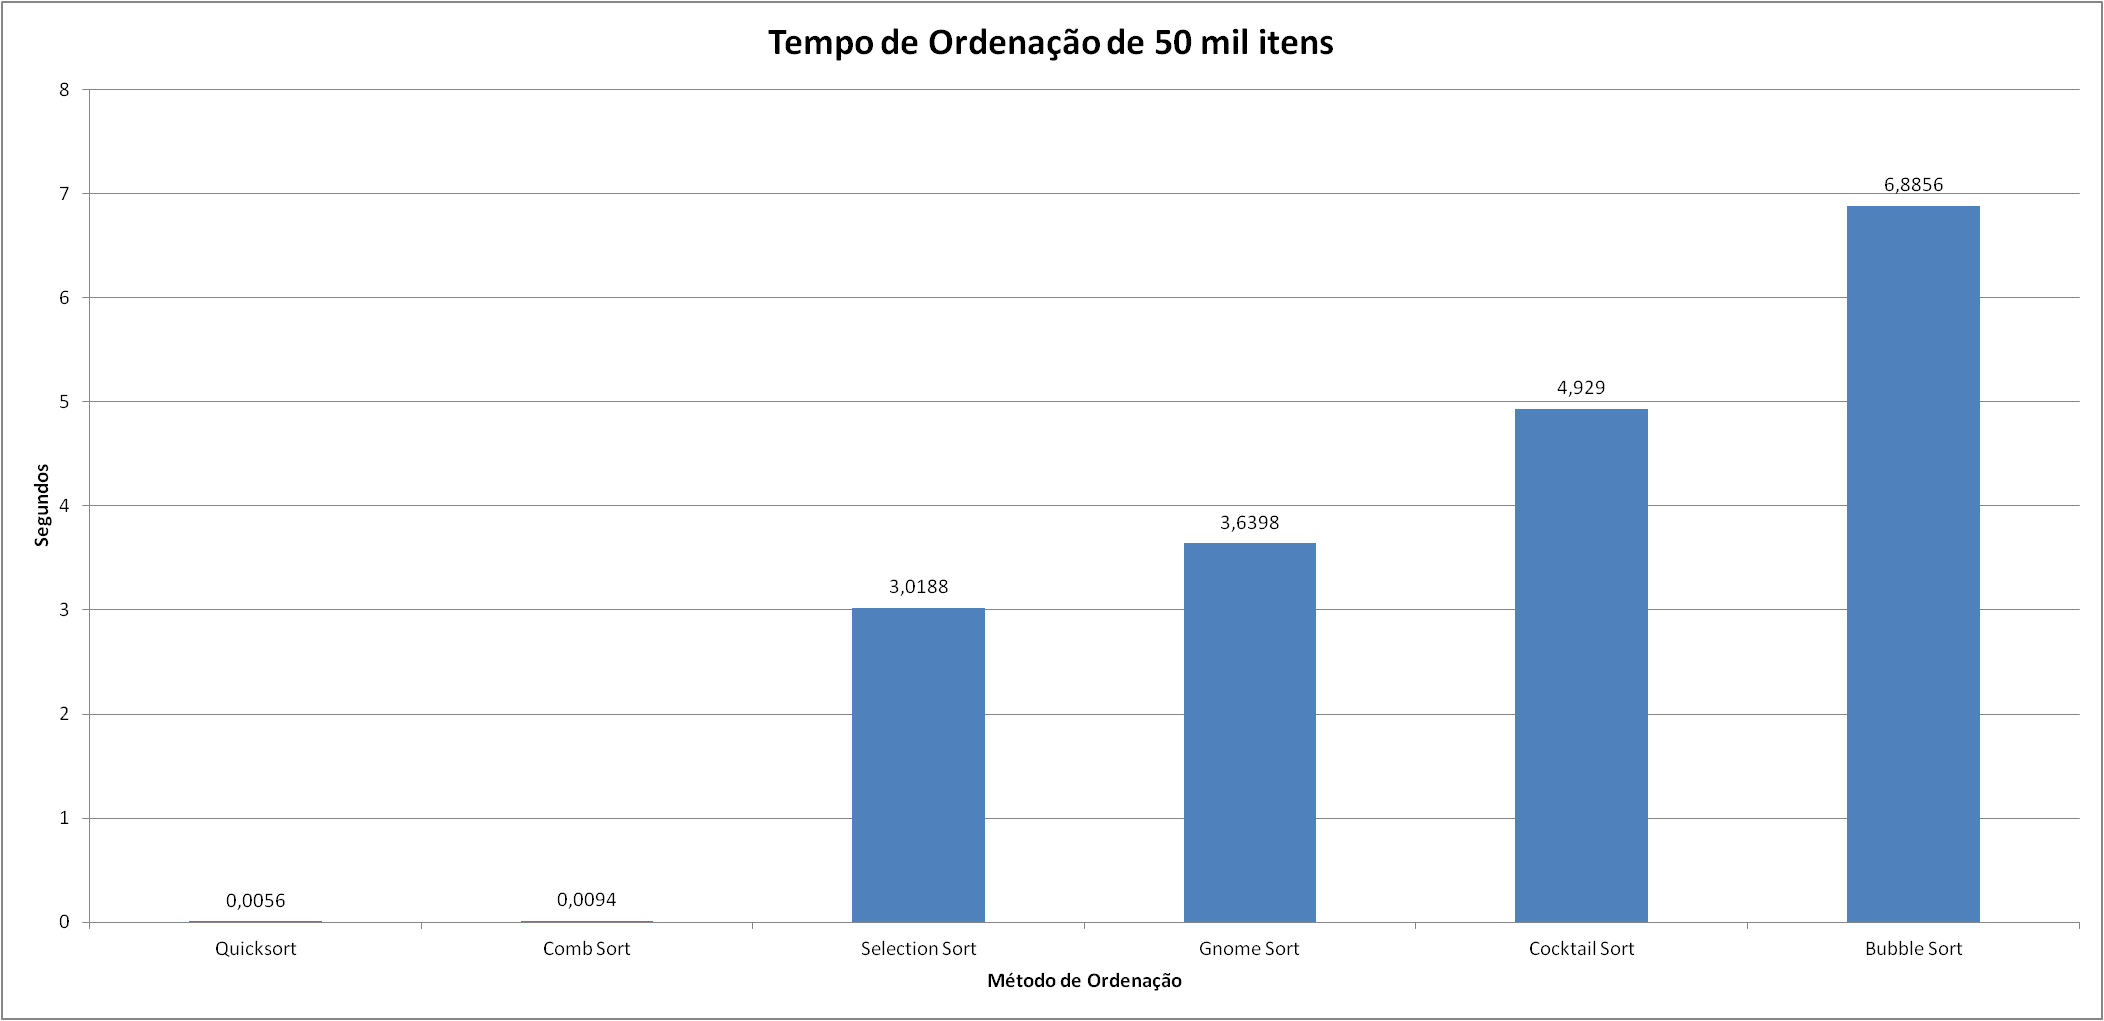 Tempo de Ordenação de 50 mil itens
8
7
6
5
4
3
2
1
0
Segundos
0,0056
0,0094
3,0188
3,6398
4,929
6,8856
Quicksort
Comb Sort
Selection Sort
Gnome Sort
Cocktail Sort
Bubble Sort
Método de Ordenação